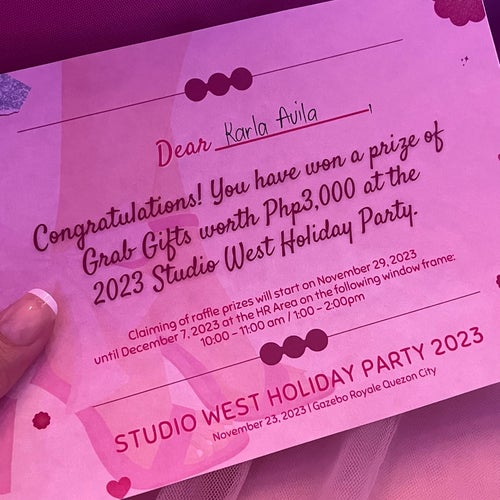 Dear Karla Avila,
Congratulations! You have won a prize of
Grab Gifts worth Php3,000 at the
2023 Studio West Holiday Party.
Claiming of raffle prizes will start on November 29, 2023
until December 7, 2023 at the HR Area on the following window frame:
10:00 – 11:00 am / 1:00 – 2:00pm
STUDIO WEST HOLIDAY PARTY 2023
November 23, 2023 | Gazebo Royale Quezon City